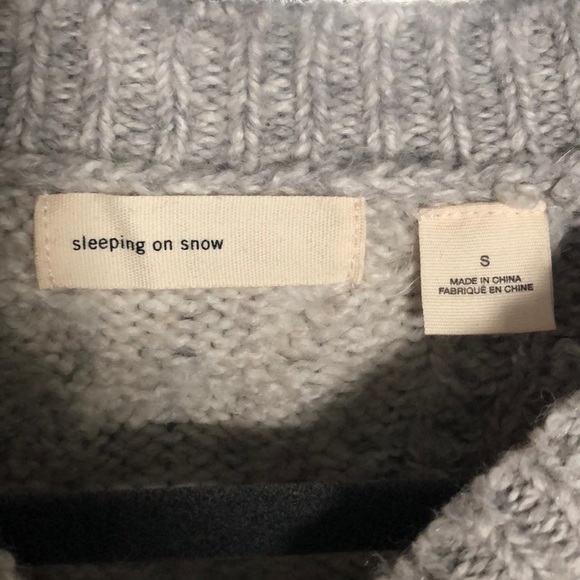 sleeping on snow
S
MADE IN CHINA
FABRIQUÉ EN CHINE